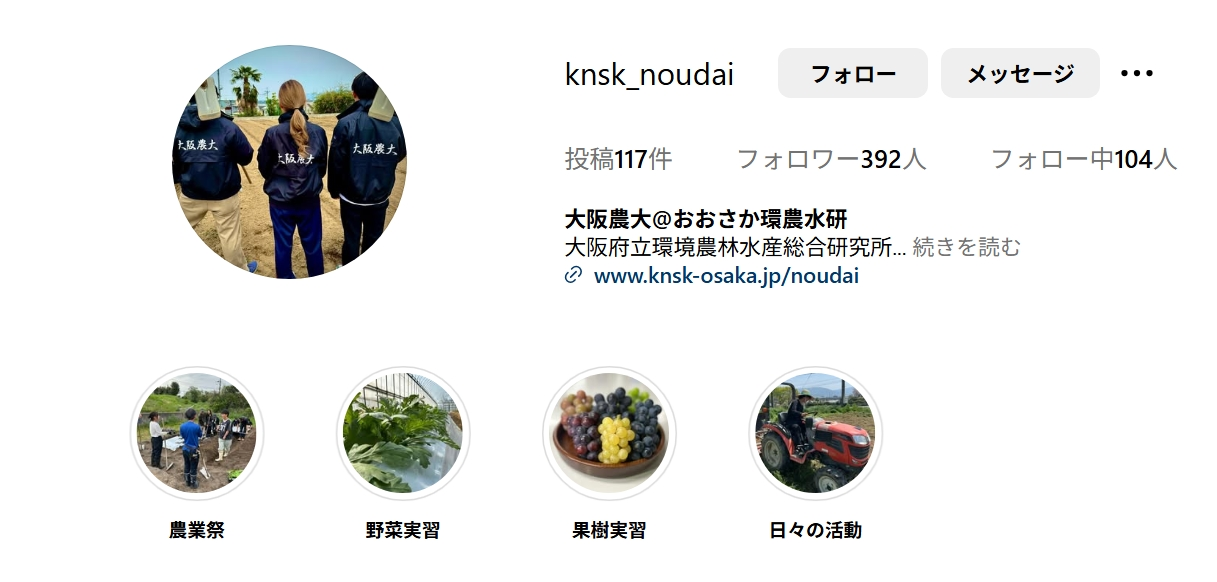 knsk_noudai フォロー メッセージ
投稿117件 フォロワー392人 フォロー中104人
大阪農大@おおさか環農水研
大阪府立環境農林水産総合研究所... 続きを読む
www.knsk-osaka.jp/noudai
大阪農大
大阪農大
大阪農大
農業祭 野菜実習 果樹実習 日々の活動